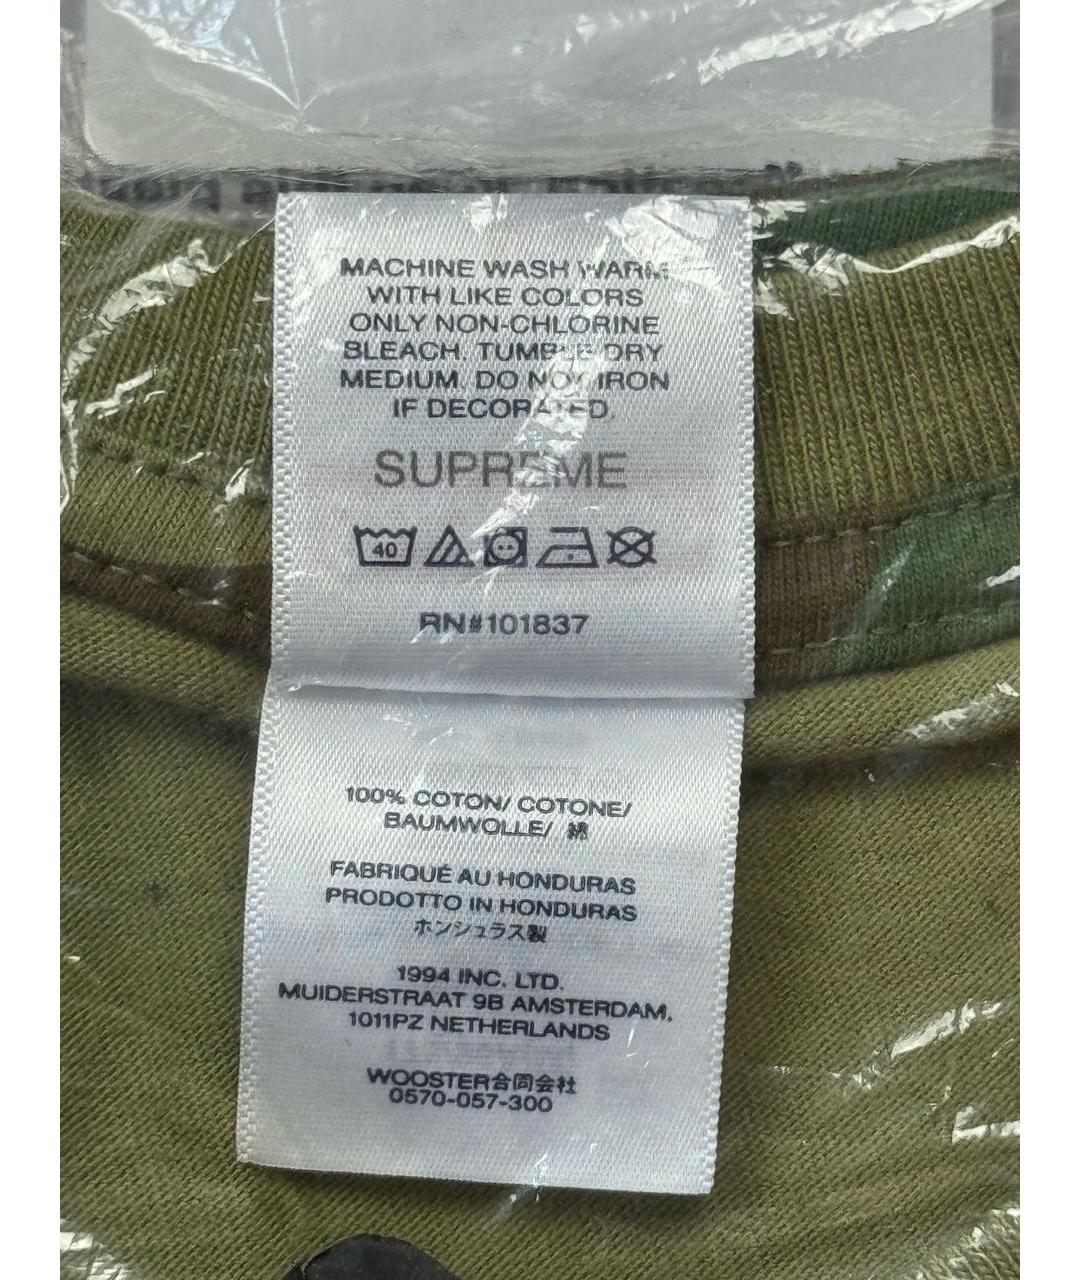 MACHINE WASH WARM
WITH LIKE COLORS
ONLY NON-CHLORINE
BLEACH. TUMBLE DRY
MEDIUM. DO NOT IRON
IF DECORATED.
SUPREME
40
RN#101837
100% COTON/ COTONE/
BAUMWOLLE/ 綿
FABRIQUÉ AU HONDURAS
PRODOTTO IN HONDURAS
ホンジュラス製
1994 INC. LTD.
MUIDERSTRAAT 9B AMSTERDAM,
1011PZ NETHERLANDS
WOOSTER合同会社
0570-057-300